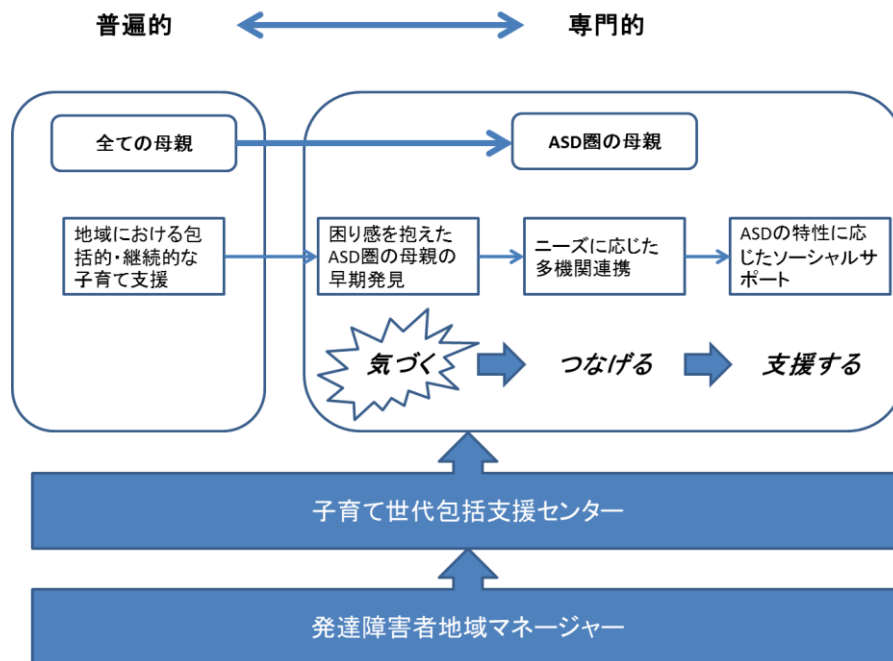 普遍的
専門的
全ての母親
ASD圏の母親
地域における包
括的・継続的な
子育て支援
困り感を抱えた
ASD圏の母親の
早期発見
ニーズに応じた
多機関連携
ASDの特性に応
じたソーシャルサ
ポート
気づく
つなげる
支援する
子育て世代包括支援センター
発達障害者地域マネージャー